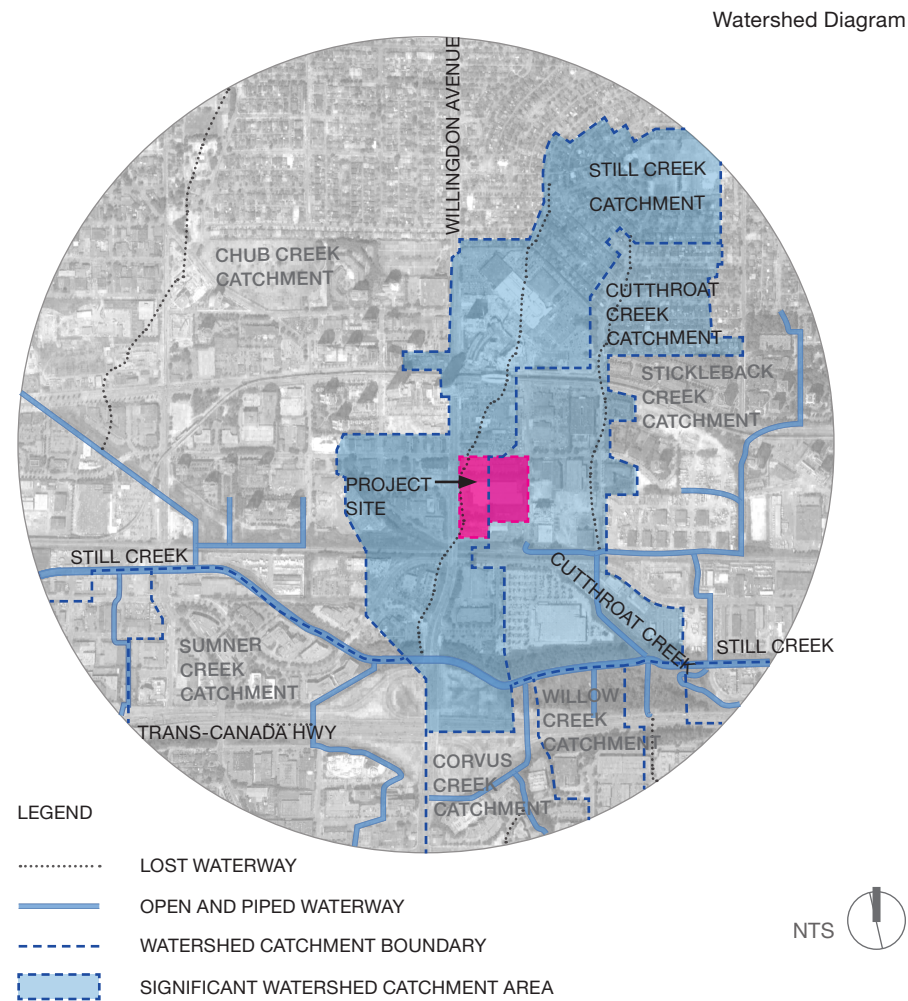 Watershed Diagram
WILLINGDON AVENUE
STILL CREEK
CATCHMENT
CHUB CREEK
CATCHMENT
CUTTHROAT
CREEK
CATCHMENT
STICKLEBACK
CREEK
CATCHMENT
PROJECT
SITE
STILL CREEK
CUTTHROAT CREEK
STILL CREEK
SUMNER
CREEK
CATCHMENT
WILLOW
CREEK
CATCHMENT
TRANS-CANADA HWY
CORVUS
CREEK
CATCHMENT
LEGEND
LOST WATERWAY
OPEN AND PIPED WATERWAY
WATERSHED CATCHMENT BOUNDARY
SIGNIFICANT WATERSHED CATCHMENT AREA
NTS